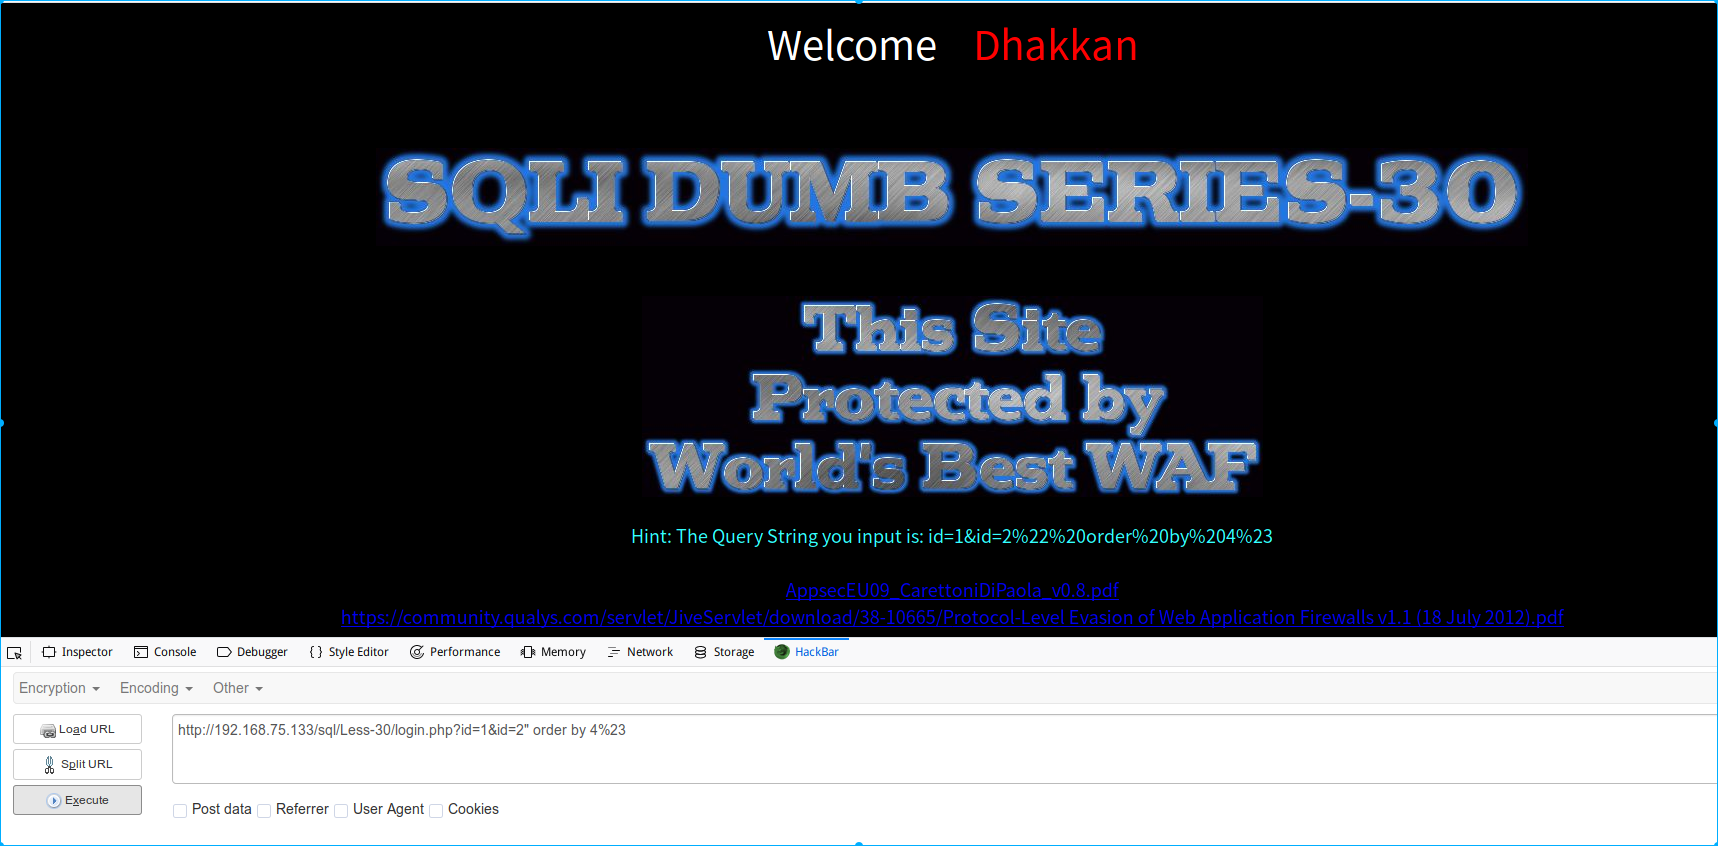 Welcome Dhakkan
SQLI DUMB SERIES-30
This Site
Protected by
World's Best WAF
Hint: The Query String you input is: id=1&id=2%22%20order%20by%204%23
AppsecEU09_CarettoniDiPaola_v0.8.pdf
https://community.qualys.com/servlet/JiveServlet/download/38-10665/Protocol-Level Evasion of Web Application Firewalls v1.1 (18 July 2012).pdf
Inspector Console Debugger { } Style Editor Performance Memory Network Storage HackBar
Encryption Encoding Other
Load URL
http://192.168.75.133/sql/Less-30/login.php?id=1&id=2" order by 4%23
Split URL
Execute
Post data Referrer User Agent Cookies